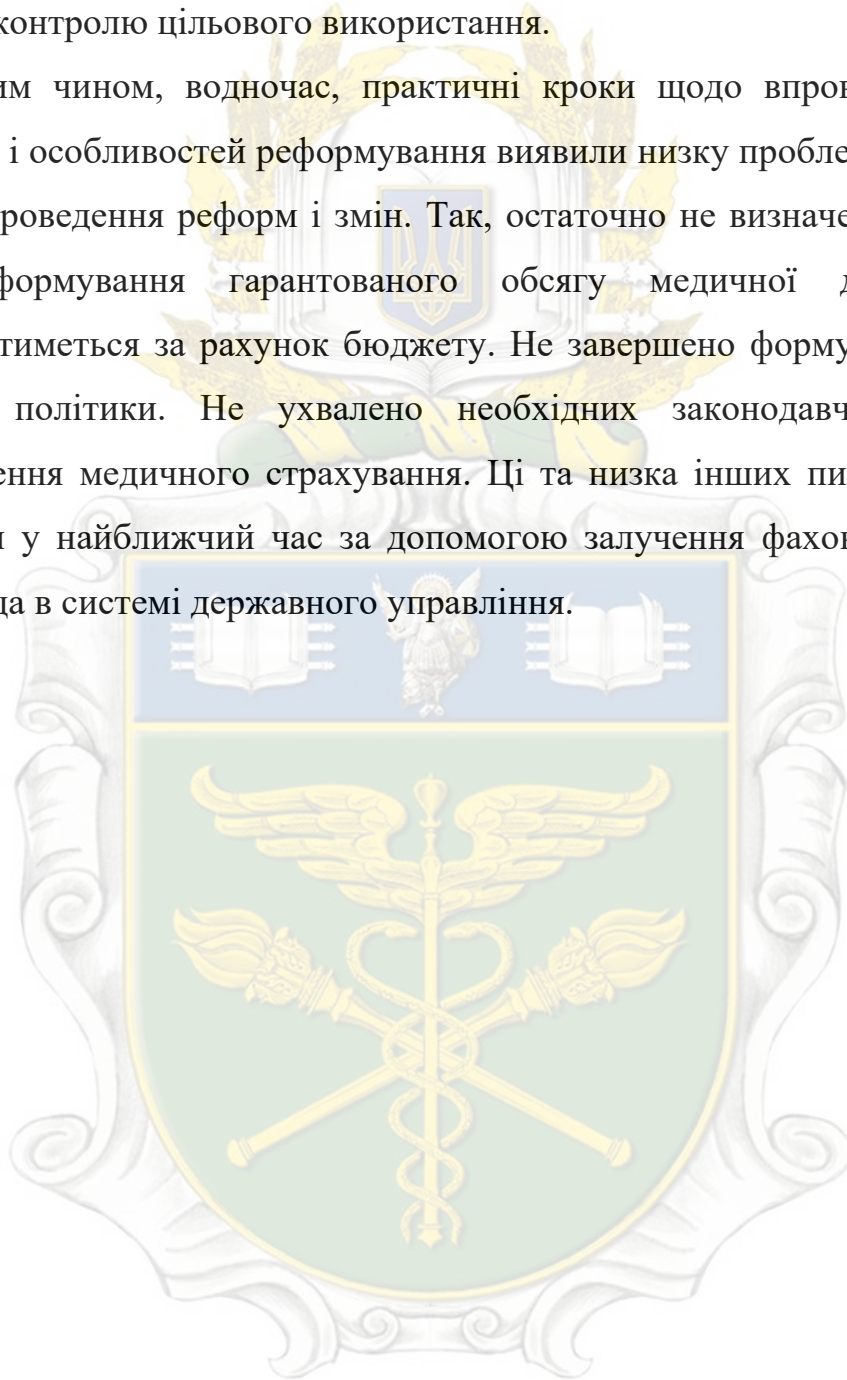 контролю цільового використання.
им чином, водночас, практичні кроки щодо впров
і особливостей реформування виявили низку пробле
роведення реформ і змін. Так, остаточно не визначе
формування гарантованого обсягу медичної д
тиметься за рахунок бюджету. Не завершено форму
політики. Не ухвалено необхідних законодавч
ення медичного страхування. Ці та низка інших пи
у найближчий час за допомогою залучення фахов
да в системі державного управління.